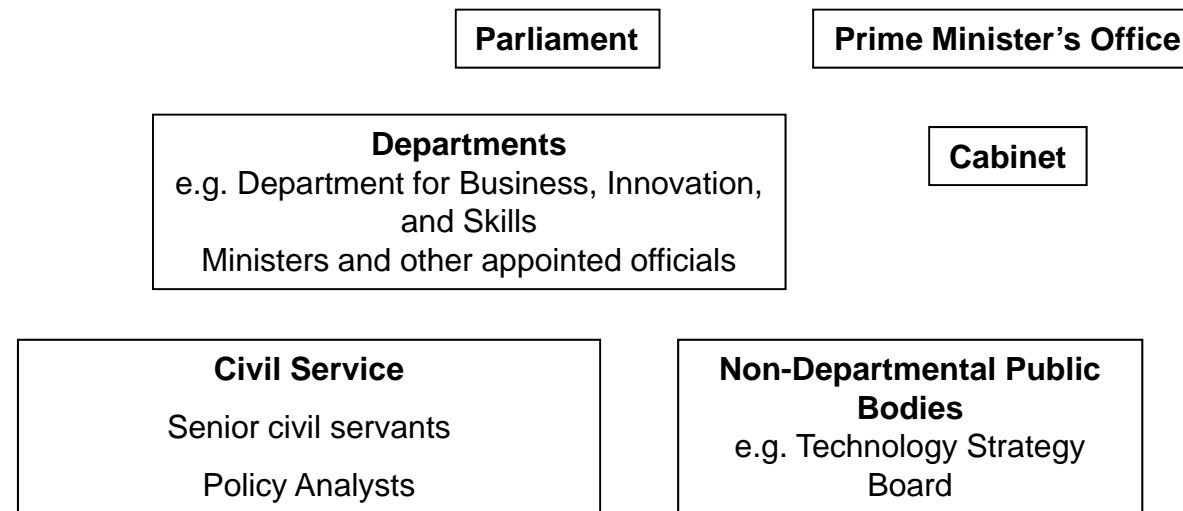 Parliament
Prime Minister’s Office
Departments
e.g. Department for Business, Innovation,
and Skills
Ministers and other appointed officials
Cabinet
Civil Service
Senior civil servants
Policy Analysts
Non-Departmental Public
Bodies
e.g. Technology Strategy
Board